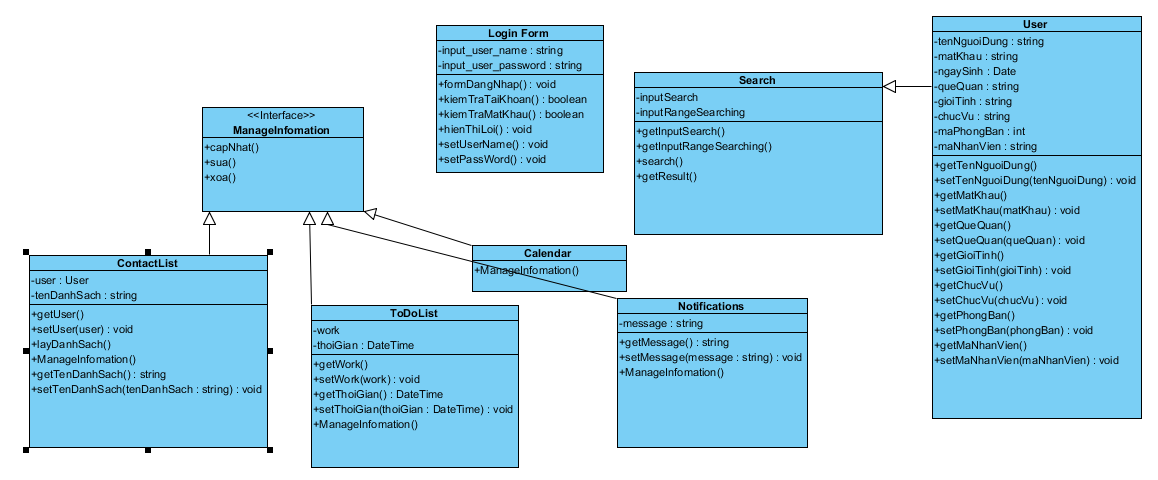 Login Form
-input_user_name : string
-input_user_password : string
+formDangNhap() : void
+kiemTraTaiKhoan() : boolean
+kiemTraMatKhau() : boolean
+hienThiLoi() : void
+setUserName() : void
+setPassWord() : void
Search
-inputSearch
-inputRangeSearching
+getInputSearch()
+getInputRangeSearching()
+search()
+getResult()
User
-tenNguoiDung : string
-matKhau : string
-ngaySinh : Date
-queQuan : string
-gioiTinh : string
-chucVu : string
-maPhongBan : int
-maNhanVien : string
+getTenNguoiDung()
+setTenNguoiDung(tenNguoiDung) : void
+getMatKhau()
+setMatKhau(matKhau) : void
+getQueQuan()
+setQueQuan(queQuan) : void
+getGioiTinh()
+setGioiTinh(gioiTinh) : void
+getChucVu()
+setChucVu(chucVu) : void
+getPhongBan()
+setPhongBan(phongBan) : void
+getMaNhanVien()
+setMaNhanVien(maNhanVien) : void
<<Interface>>
ManageInfomation
+capNhat()
+sua()
+xoa()
ContactList
-user : User
-tenDanhSach : string
+getUser()
+setUser(user) : void
+layDanhSach()
+ManageInfomation()
+getTenDanhSach() : string
+setTenDanhSach(tenDanhSach : string) : void
ToDoList
-work
-thoiGian : DateTime
+getWork()
+setWork(work) : void
+getThoiGian() : DateTime
+setThoiGian(thoiGian : DateTime) : void
+ManageInfomation()
Calendar
+ManageInfomation()
Notifications
-message : string
+getMessage() : string
+setMessage(message : string) : void
+ManageInfomation()